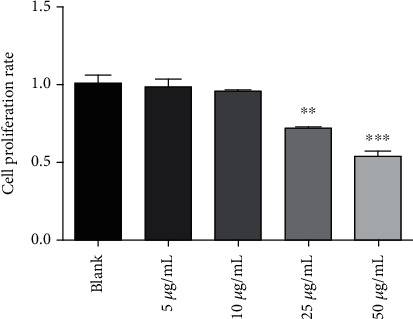 Cell proliferation rate
1.5
1.0
0.5
0.0
**
***
Blank
5 μg/mL
10 μg/mL
25 μg/mL
50 μg/mL